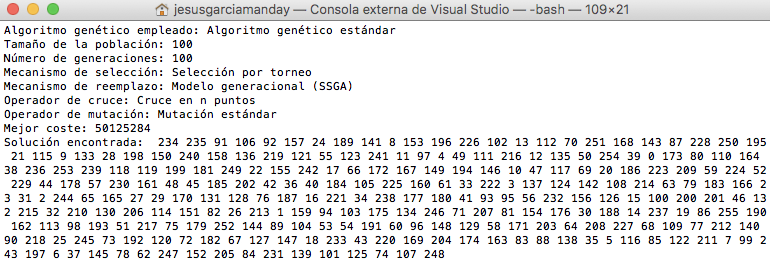 jesusgarciamanday — Consola externa de Visual Studio — -bash — 109×21
Algoritmo genético empleado: Algoritmo genético estándar
Tamaño de la población: 100
Número de generaciones: 100
Mecanismo de selección: Selección por torneo
Mecanismo de reemplazo: Modelo generacional (SSGA)
Operador de cruce: Cruce en n puntos
Operador de mutación: Mutación estándar
Mejor coste: 50125284
Solución encontrada:  234 235 91 106 92 157 24 189 141 8 153 196 226 102 13 112 70 251 168 143 87 228 250 195
 21 115 9 133 28 198 150 240 158 136 219 121 55 123 241 11 97 4 49 111 216 12 135 50 254 39 0 173 80 110 164
38 236 253 239 118 119 199 181 249 22 155 242 17 66 172 167 149 194 146 10 47 117 69 20 186 223 209 59 224 52
 229 44 178 57 230 161 48 45 185 202 42 36 40 184 105 225 160 61 33 222 3 137 124 142 108 214 63 79 183 166 2
3 31 2 244 65 165 27 29 170 131 128 76 187 16 221 34 238 177 180 41 93 95 56 232 156 126 15 100 200 201 46 13
2 215 32 210 130 206 114 151 82 26 213 1 159 94 103 175 134 246 71 207 81 154 176 30 188 14 237 19 86 255 190
 162 113 98 193 51 217 75 179 252 144 89 104 53 54 191 60 96 148 129 58 171 203 64 208 227 68 109 77 212 140
90 218 25 245 73 192 120 72 182 67 127 147 18 233 43 220 169 204 174 163 83 88 138 35 5 116 85 122 211 7 99 2
43 197 6 37 145 78 62 247 152 205 84 231 139 101 125 74 107 248